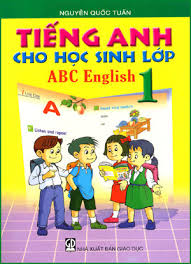 NGUYỄN QUỐC TUẤN
TIẾNG ANH
CHO HỌC SINH LỚP
ABC English 1
A
Listen and repeat
NHÀ XUẤT BẢN GIÁO DỤC